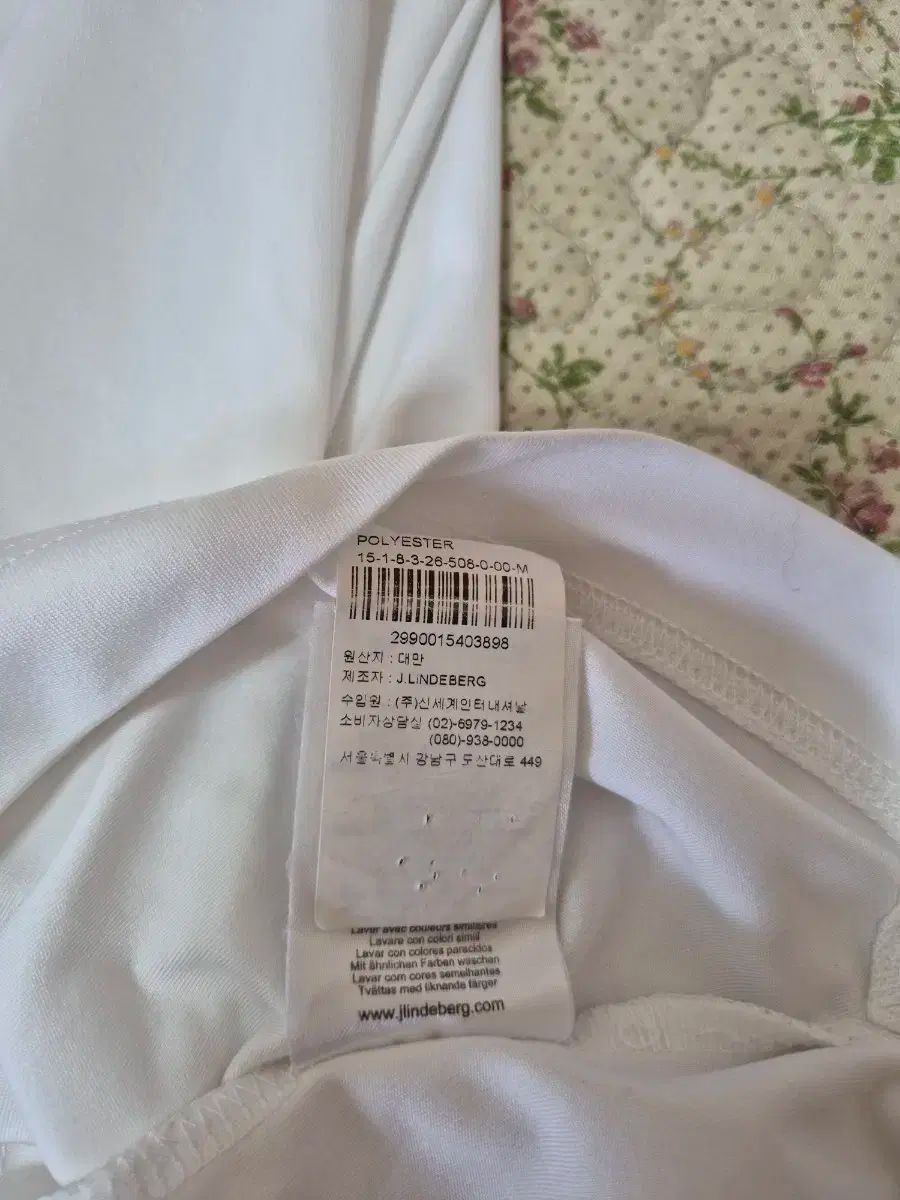 POLYESTER
15-1-8-3-26-508-0-00-M
2990015403898
원산지 : 대만
제조자 : J.LiNDEBERG
수입원 : (주)신세계인터내셔날
소비자상담실 (02)-6979-1234
(080)-938-0000
서울특별시 강남구 도산대로 449
Lavar avec couleurs similaires
Lavare con colori simili
Lavar con colores parecidos
Mit ähnlichen Farben waschen
Lavar com cores semelhantes
Tvättas med liknande färger
www.jlindeberg.com